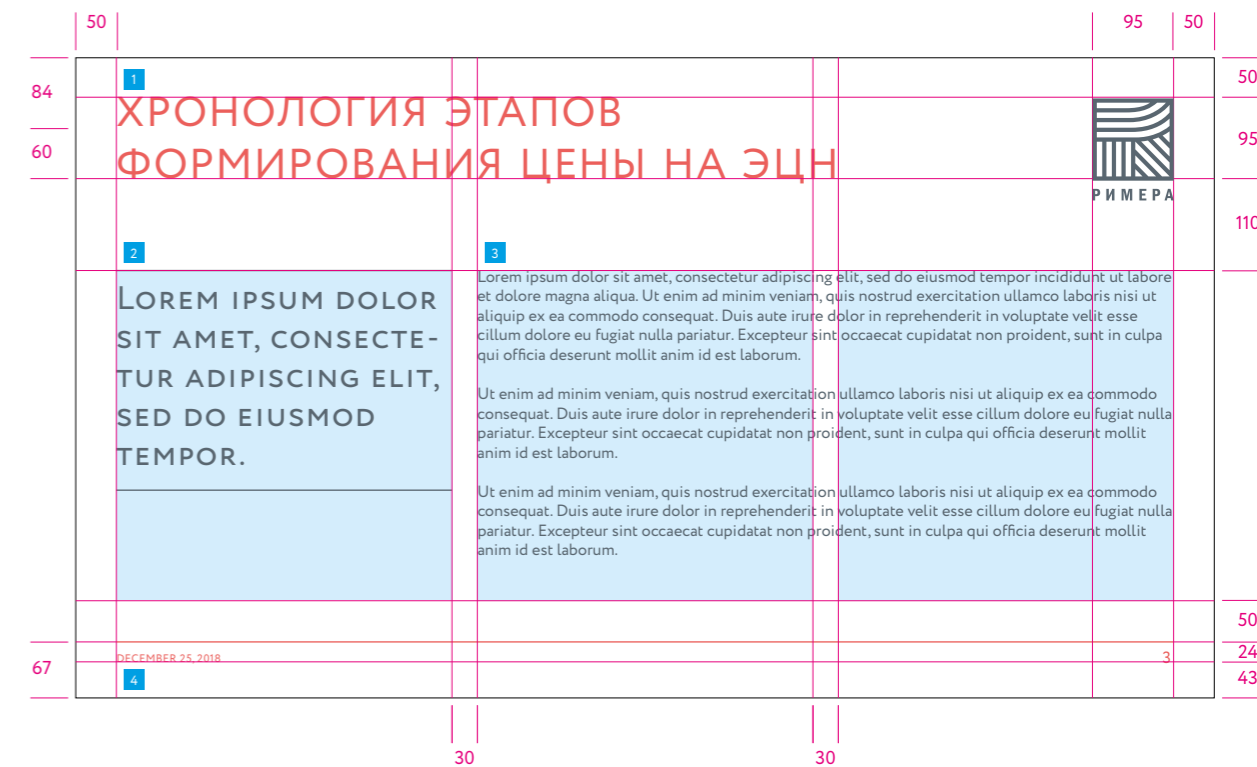 50
95
50
84
60
50
95
110
1
ХРОНОЛОГИЯ ЭТАПОВ
ФОРМИРОВАНИЯ ЦЕНЫ НА ЭЦН
РИМЕРА
2
LOREM IPSUM DOLOR
SIT AMET, CONSECTE-
TUR ADIPISCING ELIT,
SED DO EIUSMOD
TEMPOR.
3
Lorem ipsum dolor sit amet, consectetur adipiscing elit, sed do eiusmod tempor incididunt ut labore
et dolore magna aliqua. Ut enim ad minim veniam, quis nostrud exercitation ullamco laboris nisi ut
aliquip ex ea commodo consequat. Duis aute irure dolor in reprehenderit in voluptate velit esse
cillum dolore eu fugiat nulla pariatur. Excepteur sint occaecat cupidatat non proident, sunt in culpa
qui officia deserunt mollit anim id est laborum.
Ut enim ad minim veniam, quis nostrud exercitation ullamco laboris nisi ut aliquip ex ea commodo
consequat. Duis aute irure dolor in reprehenderit in voluptate velit esse cillum dolore eu fugiat nulla
pariatur. Excepteur sint occaecat cupidatat non proident, sunt in culpa qui officia deserunt mollit
anim id est laborum.
Ut enim ad minim veniam, quis nostrud exercitation ullamco laboris nisi ut aliquip ex ea commodo
consequat. Duis aute irure dolor in reprehenderit in voluptate velit esse cillum dolore eu fugiat nulla
pariatur. Excepteur sint occaecat cupidatat non proident, sunt in culpa qui officia deserunt mollit
anim id est laborum.
50
24
43
67
DECEMBER 25, 2018
3
4
30
30